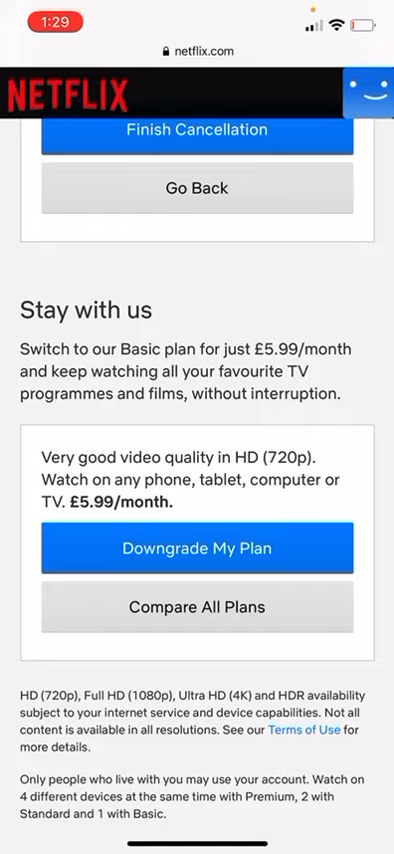 1:29
netflix.com
NETFLIX
Finish Cancellation
Go Back
Stay with us
Switch to our Basic plan for just £5.99/month
and keep watching all your favourite TV
programmes and films, without interruption.
Very good video quality in HD (720p).
Watch on any phone, tablet, computer or
TV. £5.99/month.
Downgrade My Plan
Compare All Plans
HD (720p), Full HD (1080p), Ultra HD (4K) and HDR availability
subject to your internet service and device capabilities. Not all
content is available in all resolutions. See our Terms of Use for
more details.
Only people who live with you may use your account. Watch on
4 different devices at the same time with Premium, 2 with
Standard and 1 with Basic.